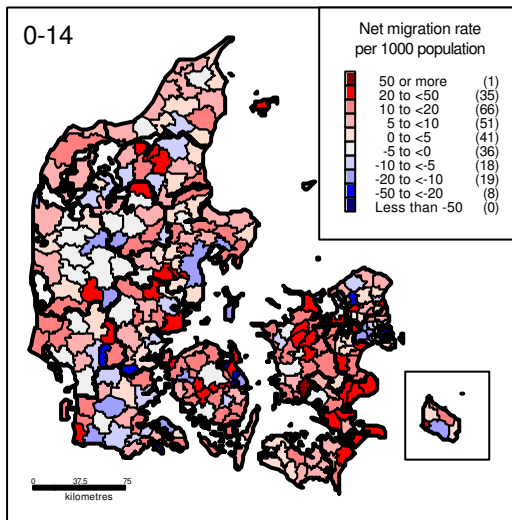 0-14
Net migration rate
per 1000 population
50 or more (1)
20 to <50 (35)
10 to <20 (66)
5 to <10 (51)
0 to <5 (41)
-5 to <0 (36)
-10 to <-5 (18)
-20 to <-10 (19)
-50 to <-20 (8)
Less than -50 (0)
0 37.5 75
kilometres